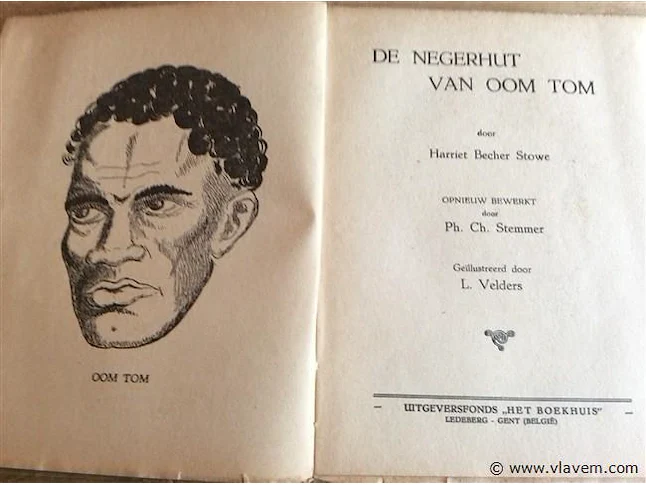 OOM TOM
DE NEGERHUT
VAN OOM TOM
door
Harriet Becher Stowe
OPNIEUW BEWERKT
door
Ph. Ch. Stemmer
Geïllustreerd door
L. Velders
UITGEVERSFONDS „HET BOEKHUIS"
LEDEBERG - GENT (BELGIË)
© www.vlavem.com